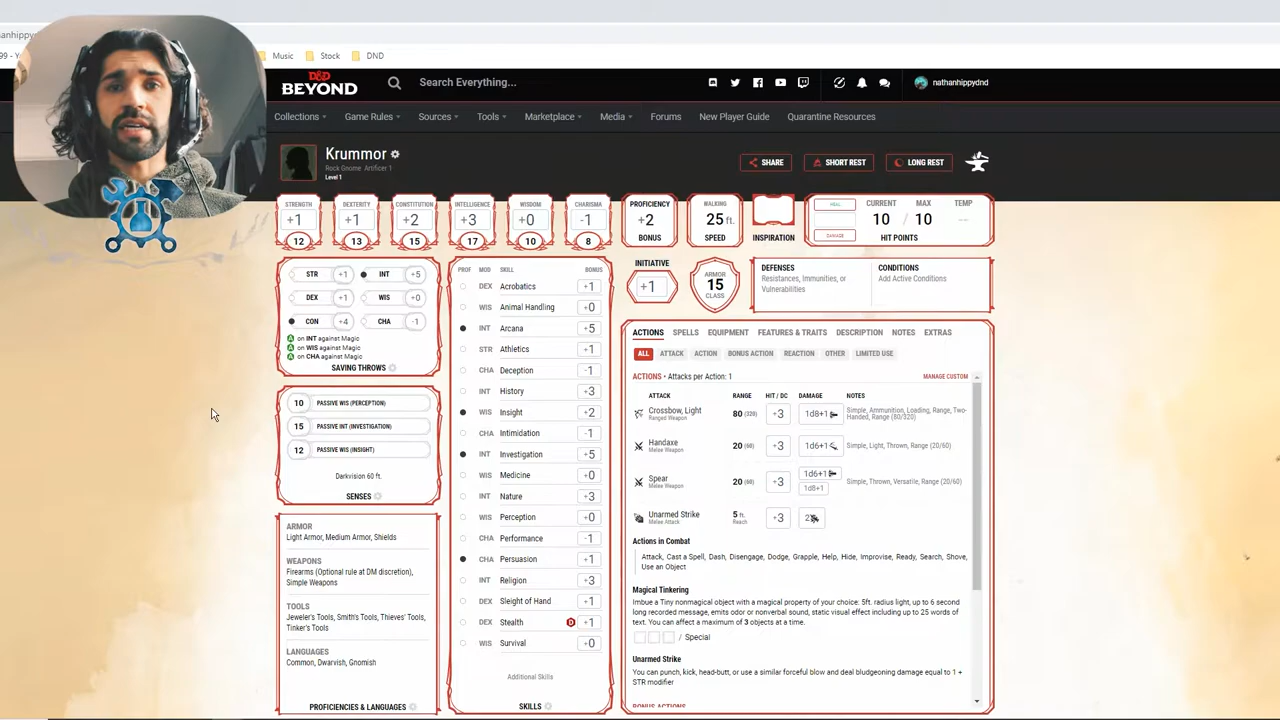 anhippy
99 - Y
Music
Stock
DND
D&D
BEYOND
Search Everything...
nathanhippydnd
Collections
Game Rules
Sources
Tools
Marketplace
Media
Forums
New Player Guide
Quarantine Resources
Krummor
Rock Gnome Artificer 1
Level 1
SHARE
SHORT REST
LONG REST
STRENGTH
+1
12
DEXTERITY
+1
13
CONSTITUTION
+2
15
INTELLIGENCE
+3
17
WISDOM
+0
10
CHARISMA
-1
8
PROFICIENCY
+2
BONUS
WALKING
25 ft.
SPEED
INSPIRATION
HEAL
DAMAGE
CURRENT
MAX
TEMP
10 / 10 --
HIT POINTS
STR +1
INT +5
DEX +1
WIS +0
CON +4
CHA -1
A on INT against Magic
A on WIS against Magic
A on CHA against Magic
SAVING THROWS
10 PASSIVE WIS (PERCEPTION)
15 PASSIVE INT (INVESTIGATION)
12 PASSIVE WIS (INSIGHT)
Darkvision 60 ft.
SENSES
ARMOR
Light Armor, Medium Armor, Shields
WEAPONS
Firearms (Optional rule at DM discretion),
Simple Weapons
TOOLS
Jeweler's Tools, Smith's Tools, Thieves' Tools,
Tinker's Tools
LANGUAGES
Common, Dwarvish, Gnomish
PROFICIENCIES & LANGUAGES
PROF MOD SKILL BONUS
DEX Acrobatics +1
WIS Animal Handling +0
INT Arcana +5
STR Athletics +1
CHA Deception -1
INT History +3
WIS Insight +2
CHA Intimidation -1
INT Investigation +5
WIS Medicine +0
INT Nature +3
WIS Perception +0
CHA Performance -1
CHA Persuasion +1
INT Religion +3
DEX Sleight of Hand +1
DEX Stealth D +1
WIS Survival +0
Additional Skills
SKILLS
INITIATIVE
+1
ARMOR
15
CLASS
DEFENSES
Resistances, Immunities, or
Vulnerabilities
CONDITIONS
Add Active Conditions
ACTIONS SPELLS EQUIPMENT FEATURES & TRAITS DESCRIPTION NOTES EXTRAS
ALL ATTACK ACTION BONUS ACTION REACTION OTHER LIMITED USE
ACTIONS • Attacks per Action: 1
MANAGE CUSTOM
ATTACK RANGE HIT / DC DAMAGE NOTES
Crossbow, Light
Ranged Weapon
80 (320)
+3
1d8+1
Simple, Ammunition, Loading, Range, Two-
Handed, Range (80/320)
Handaxe
Melee Weapon
20 (60)
+3
1d6+1
Simple, Light, Thrown, Range (20/60)
Spear
Melee Weapon
20 (60)
+3
1d6+1
1d8+1
Simple, Thrown, Versatile, Range (20/60)
Unarmed Strike
Melee Attack
5 ft.
Reach
+3
2
Actions in Combat
Attack, Cast a Spell, Dash, Disengage, Dodge, Grapple, Help, Hide, Improvise, Ready, Search, Shove,
Use an Object
Magical Tinkering
Imbue a Tiny nonmagical object with a magical property of your choice: 5ft. radius light, up to 6 second
long recorded message, emits odor or nonverbal sound, static visual effect including up to 25 words of
text. You can affect a maximum of 3 objects at a time.
/ Special
Unarmed Strike
You can punch, kick, head-butt, or use a similar forceful blow and deal bludgeoning damage equal to 1 +
STR modifier
BONUS ACTIONS